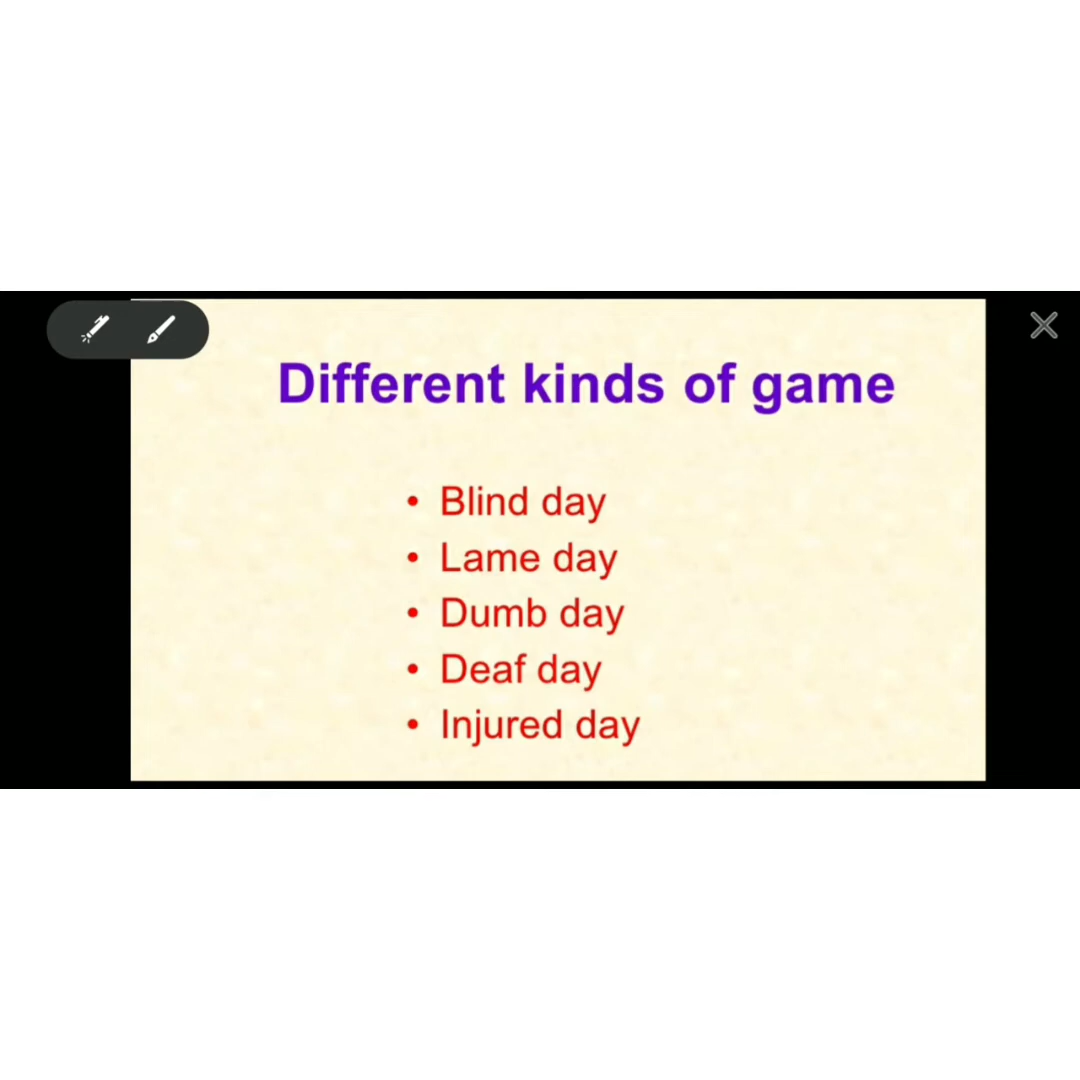 Different kinds of game
• Blind day
• Lame day
• Dumb day
• Deaf day
• Injured day